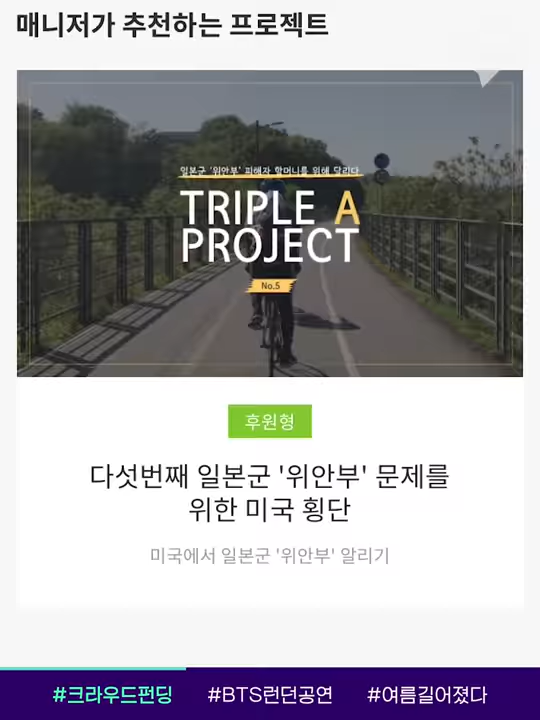 매니저가 추천하는 프로젝트
일본군 '위안부' 피해자 할머니를 위해 달리다
TRIPLE A
PROJECT
No.5
후원형
다섯번째 일본군 '위안부' 문제를
위한 미국 횡단
미국에서 일본군 '위안부' 알리기
#크라우드펀딩 #BTS런던공연 #여름길어졌다